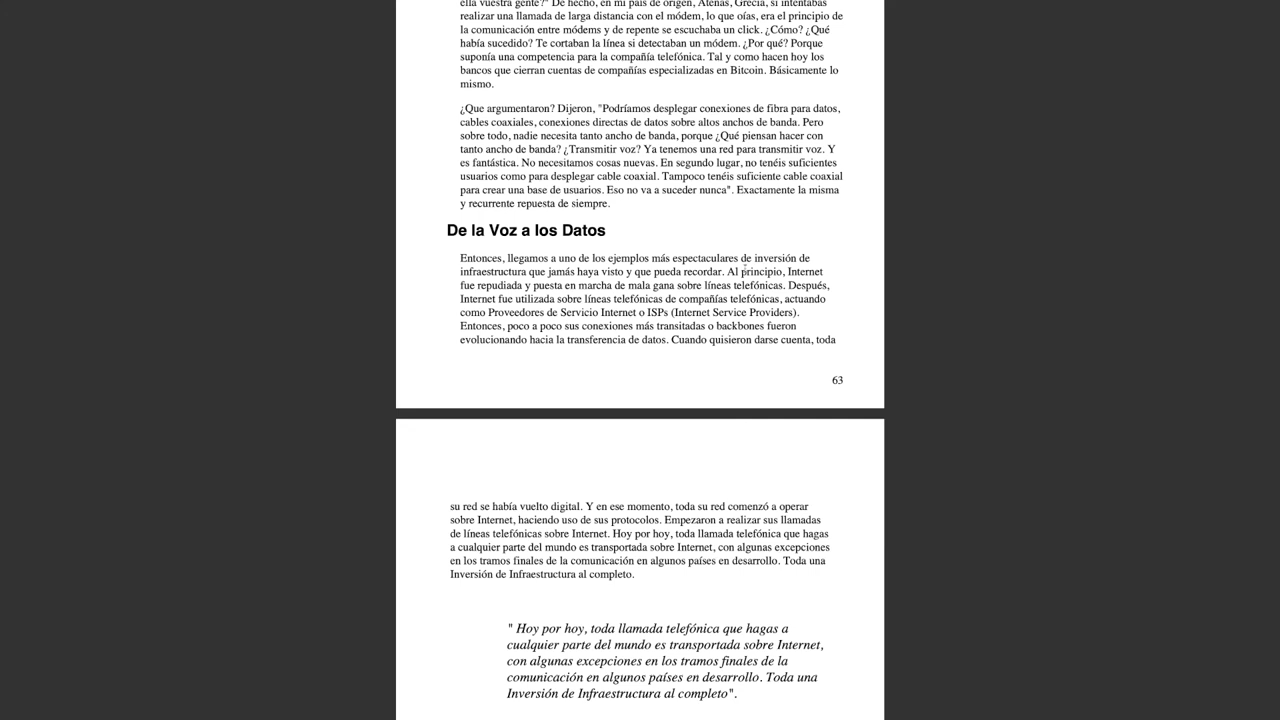 ella vuestra gente?" De hecho, en mi país de origen, Atenas, Grecia, si intentabas
realizar una llamada de larga distancia con el módem, lo que oías, era el principio de
la comunicación entre módems y de repente se escuchaba un click. ¿Cómo? ¿Qué
había sucedido? Te cortaban la línea si detectaban un módem. ¿Por qué? Porque
suponía una competencia para la compañía telefónica. Tal y como hacen hoy los
bancos que cierran cuentas de compañías especializadas en Bitcoin. Básicamente lo
mismo.
¿Que argumentaron? Dijeron, "Podríamos desplegar conexiones de fibra para datos,
cables coaxiales, conexiones directas de datos sobre altos anchos de banda. Pero
sobre todo, nadie necesita tanto ancho de banda, porque ¿Qué piensan hacer con
tanto ancho de banda? ¿Transmitir voz? Ya tenemos una red para transmitir voz. Y
es fantástica. No necesitamos cosas nuevas. En segundo lugar, no tenéis suficientes
usuarios como para desplegar cable coaxial. Tampoco tenéis suficiente cable coaxial
para crear una base de usuarios. Eso no va a suceder nunca". Exactamente la misma
y recurrente repuesta de siempre.
De la Voz a los Datos
Entonces, llegamos a uno de los ejemplos más espectaculares de inversión de
infraestructura que jamás haya visto y que pueda recordar. Al principio, Internet
fue repudiada y puesta en marcha de mala gana sobre líneas telefónicas. Después,
Internet fue utilizada sobre líneas telefónicas de compañías telefónicas, actuando
como Proveedores de Servicio Internet o ISPs (Internet Service Providers).
Entonces, poco a poco sus conexiones más transitadas o backbones fueron
evolucionando hacia la transferencia de datos. Cuando quisieron darse cuenta, toda
63
su red se había vuelto digital. Y en ese momento, toda su red comenzó a operar
sobre Internet, haciendo uso de sus protocolos. Empezaron a realizar sus llamadas
de líneas telefónicas sobre Internet. Hoy por hoy, toda llamada telefónica que hagas
a cualquier parte del mundo es transportada sobre Internet, con algunas excepciones
en los tramos finales de la comunicación en algunos países en desarrollo. Toda una
Inversión de Infraestructura al completo.
" Hoy por hoy, toda llamada telefónica que hagas a
cualquier parte del mundo es transportada sobre Internet,
con algunas excepciones en los tramos finales de la
comunicación en algunos países en desarrollo. Toda una
Inversión de Infraestructura al completo".